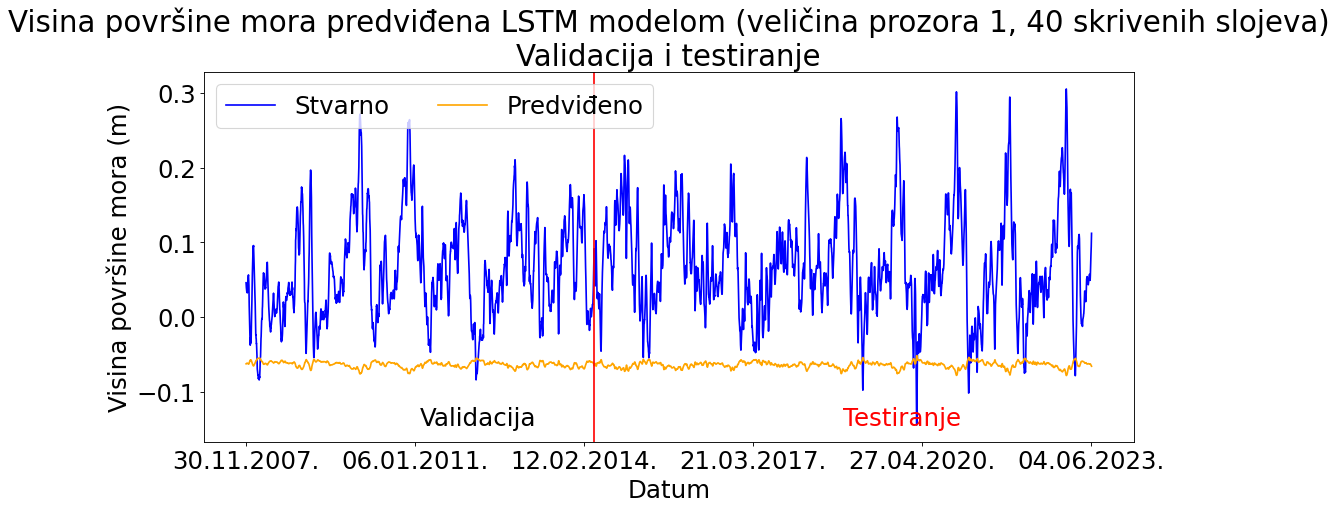 Visina površine mora predviđena LSTM modelom (veličina prozora 1, 40 skrivenih slojeva)
Validacija i testiranje
Stvarno
Predviđeno
Visina površine mora (m)
0.3
0.2
0.1
0.0
−0.1
Validacija
Testiranje
30.11.2007.
06.01.2011.
12.02.2014.
21.03.2017.
27.04.2020.
04.06.2023.
Datum